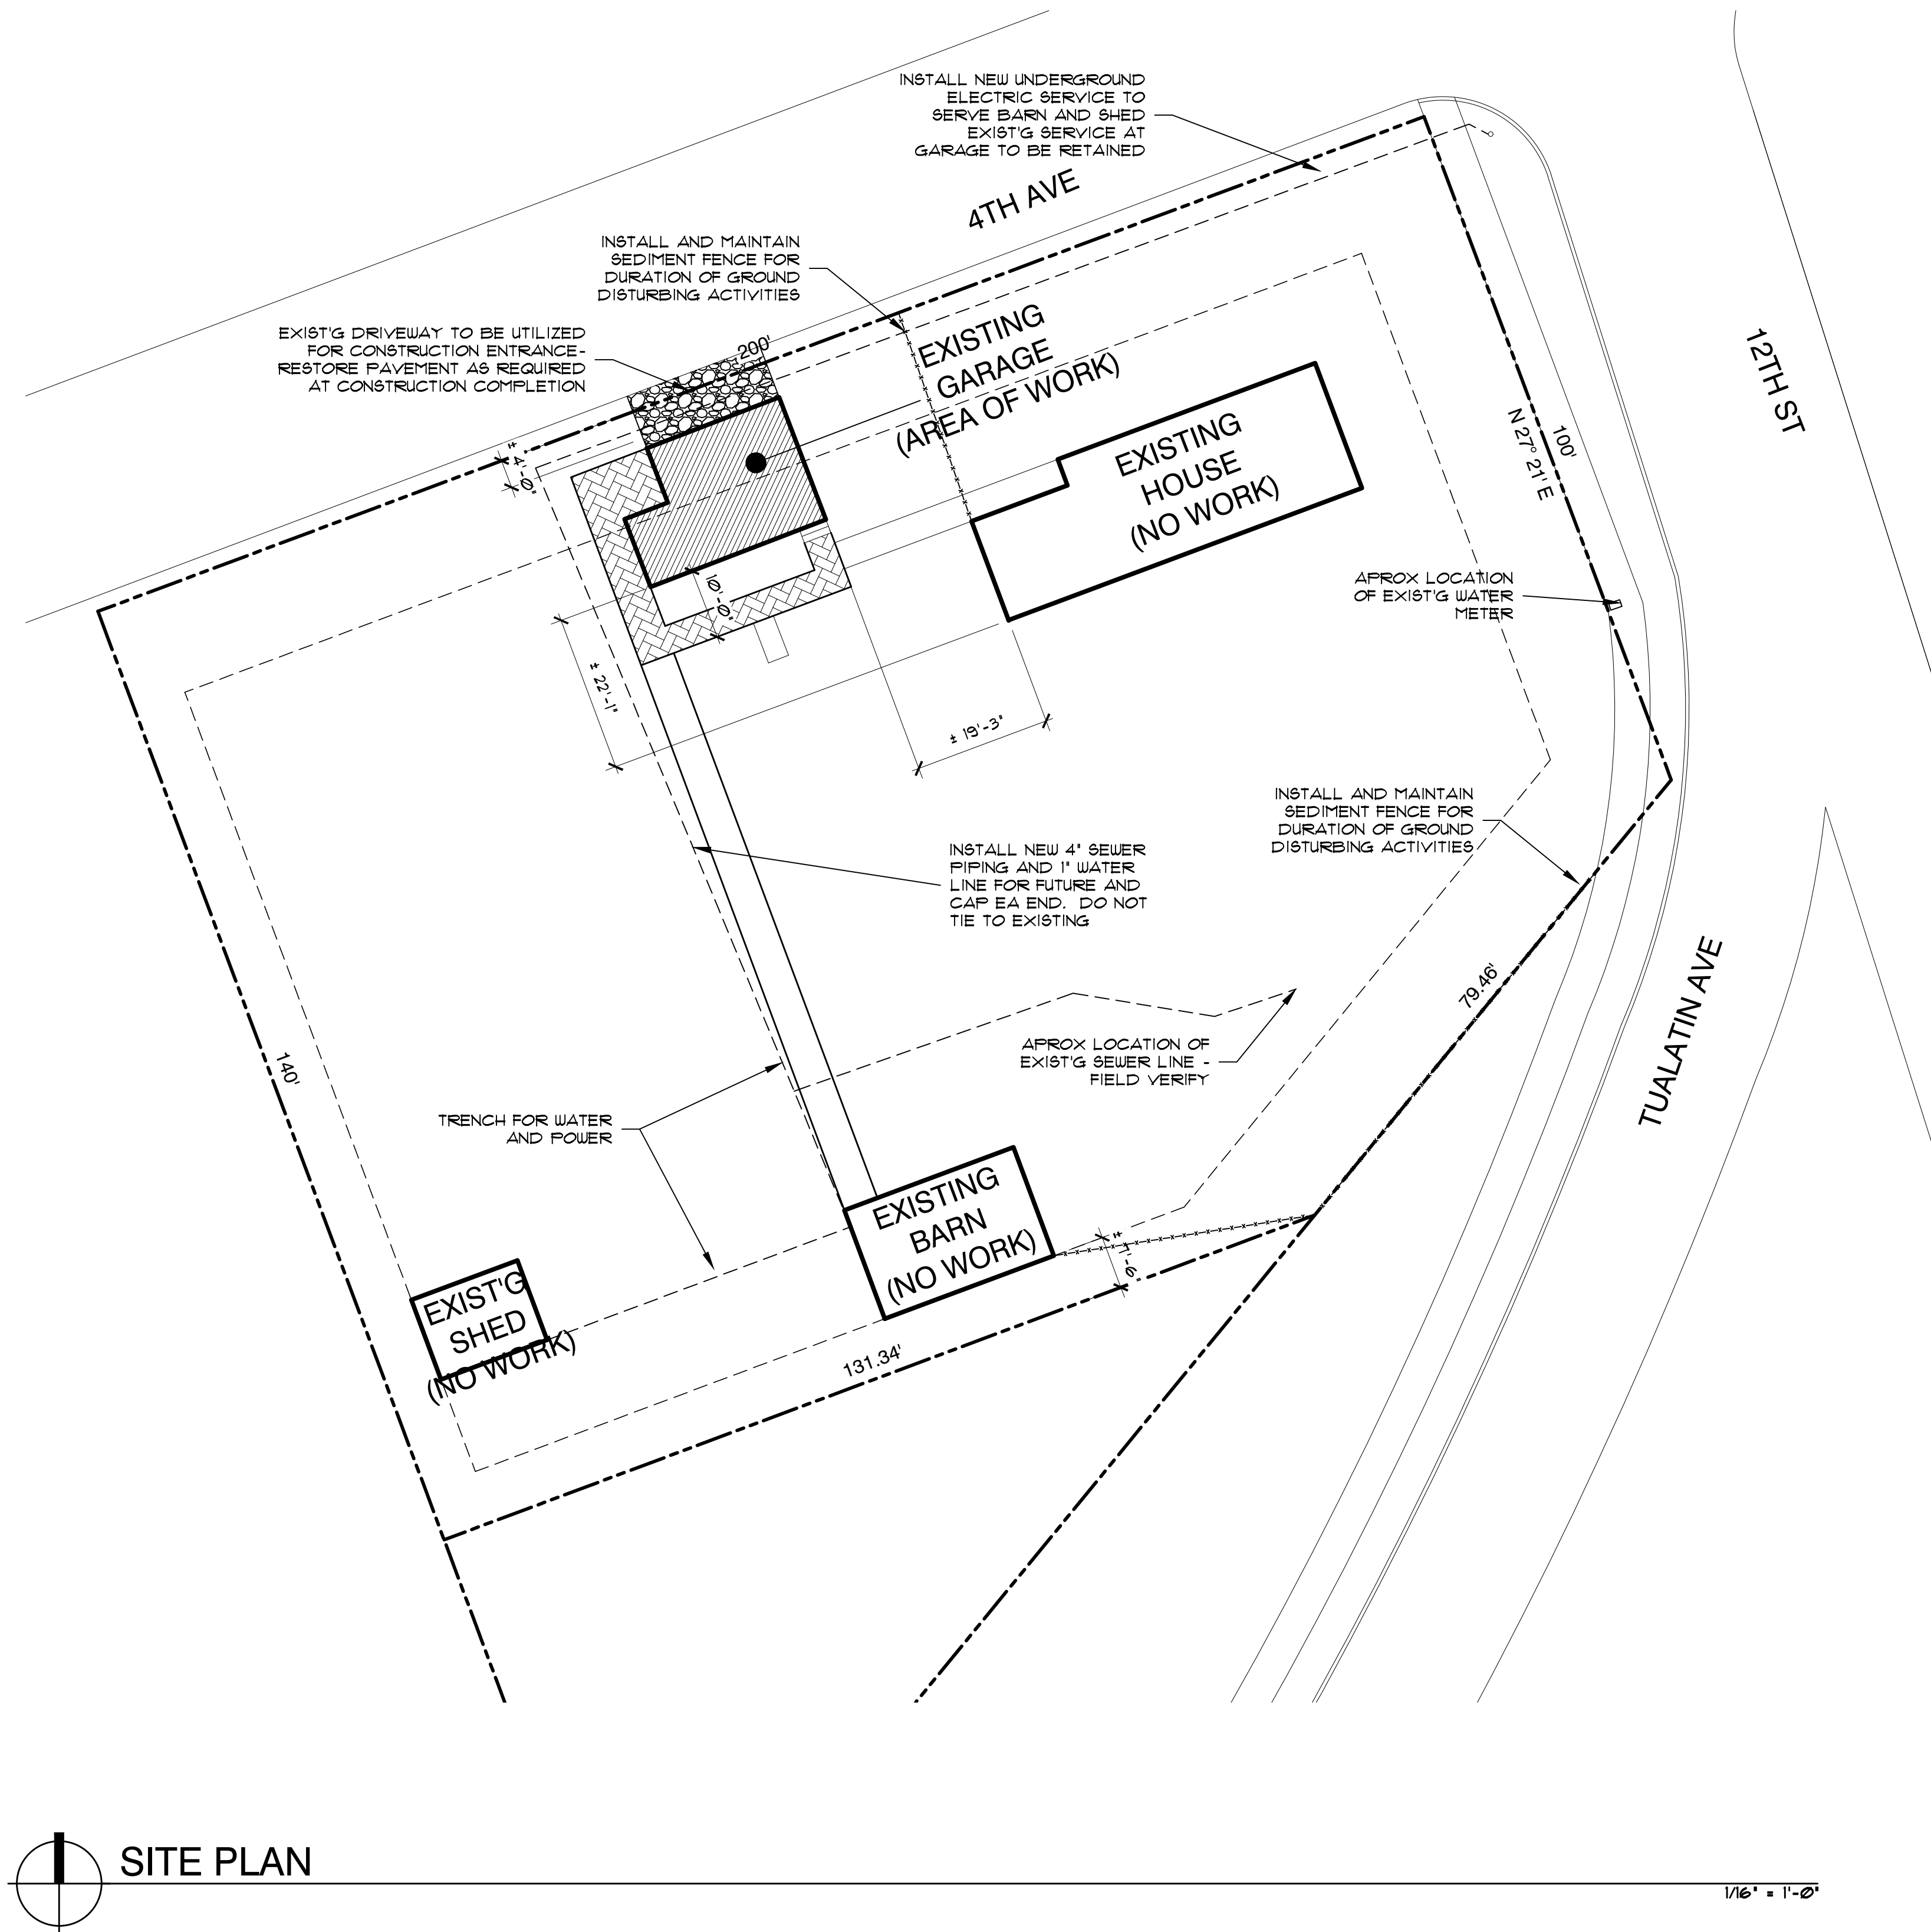 INSTALL NEW UNDERGROUND
ELECTRIC SERVICE TO
SERVE BARN AND SHED
EXIST'G SERVICE AT
GARAGE TO BE RETAINED
4TH AVE
INSTALL AND MAINTAIN
SEDIMENT FENCE FOR
DURATION OF GROUND
DISTURBING ACTIVITIES
EXIST'G DRIVEWAY TO BE UTILIZED
FOR CONSTRUCTION ENTRANCE-
RESTORE PAVEMENT AS REQUIRED
AT CONSTRUCTION COMPLETION
200'
EXISTING
GARAGE
(AREA OF WORK)
12TH ST
EXISTING
HOUSE
(NO WORK)
N 27° 21' E
100'
± 4'-0"
10'-0"
APROX LOCATION
OF EXIST'G WATER
METER
± 22'-1"
± 19'-3"
INSTALL AND MAINTAIN
SEDIMENT FENCE FOR
DURATION OF GROUND
DISTURBING ACTIVITIES
INSTALL NEW 4" SEWER
PIPING AND 1" WATER
LINE FOR FUTURE AND
CAP EA END. DO NOT
TIE TO EXISTING
79.46'
TUALATIN AVE
APROX LOCATION OF
EXIST'G SEWER LINE -
FIELD VERIFY
140'
TRENCH FOR WATER
AND POWER
EXISTING
BARN
(NO WORK)
EXIST'G
SHED
(NO WORK)
131.34'
SITE PLAN
1/16" = 1'-0"